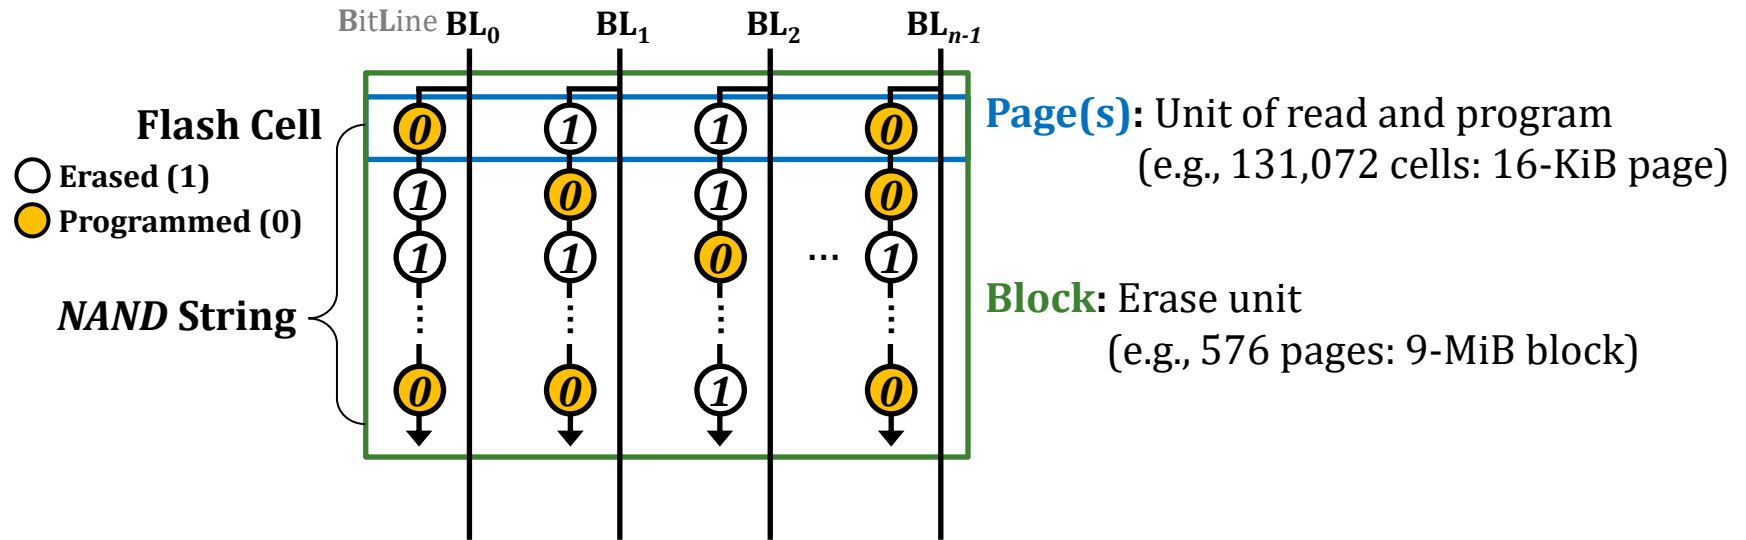 BitLine BL0 BL1 BL2 BLn-1
Flash Cell
Erased (1)
Programmed (0)
NAND String
0 1 1 0
1 0 1 0
1 1 0 ... 1
0 0 1 0
Page(s): Unit of read and program
(e.g., 131,072 cells: 16-KiB page)
Block: Erase unit
(e.g., 576 pages: 9-MiB block)